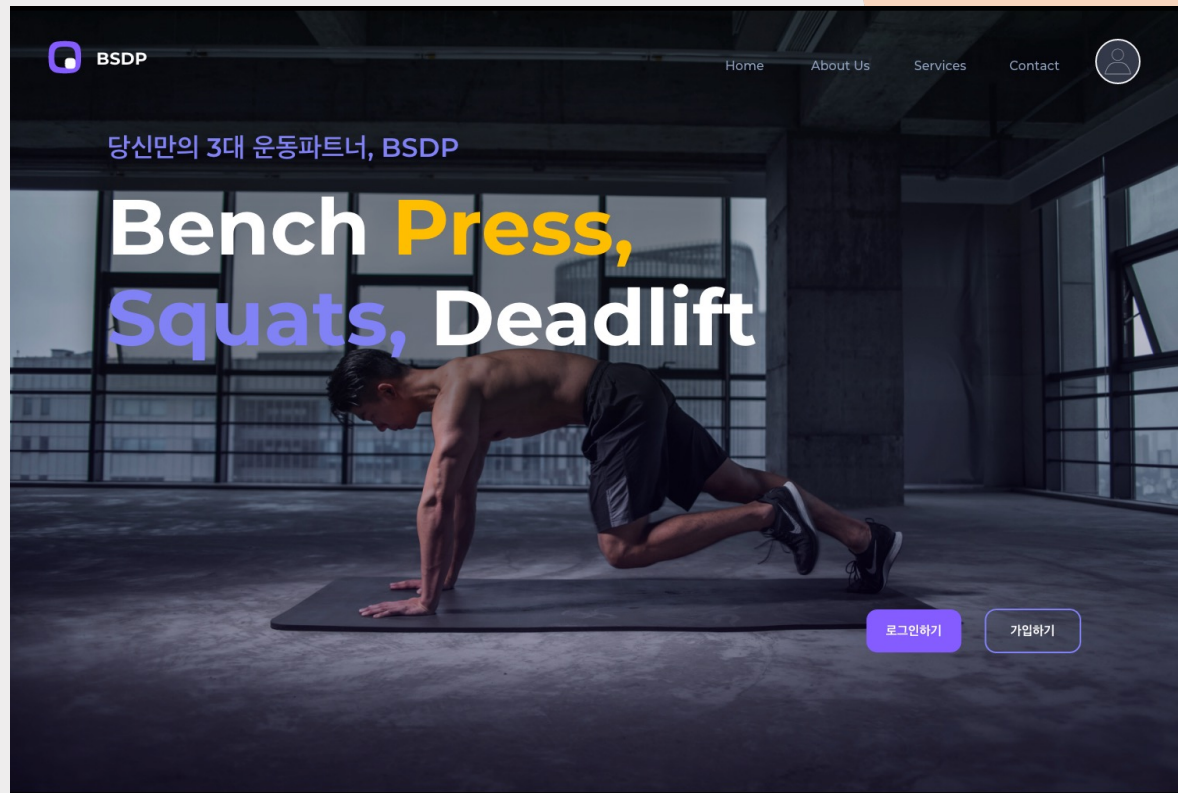 BSDP
Home About Us Services Contact
당신만의 3대 운동파트너, BSDP
Bench Press,
Squats, Deadlift
로그인하기 가입하기